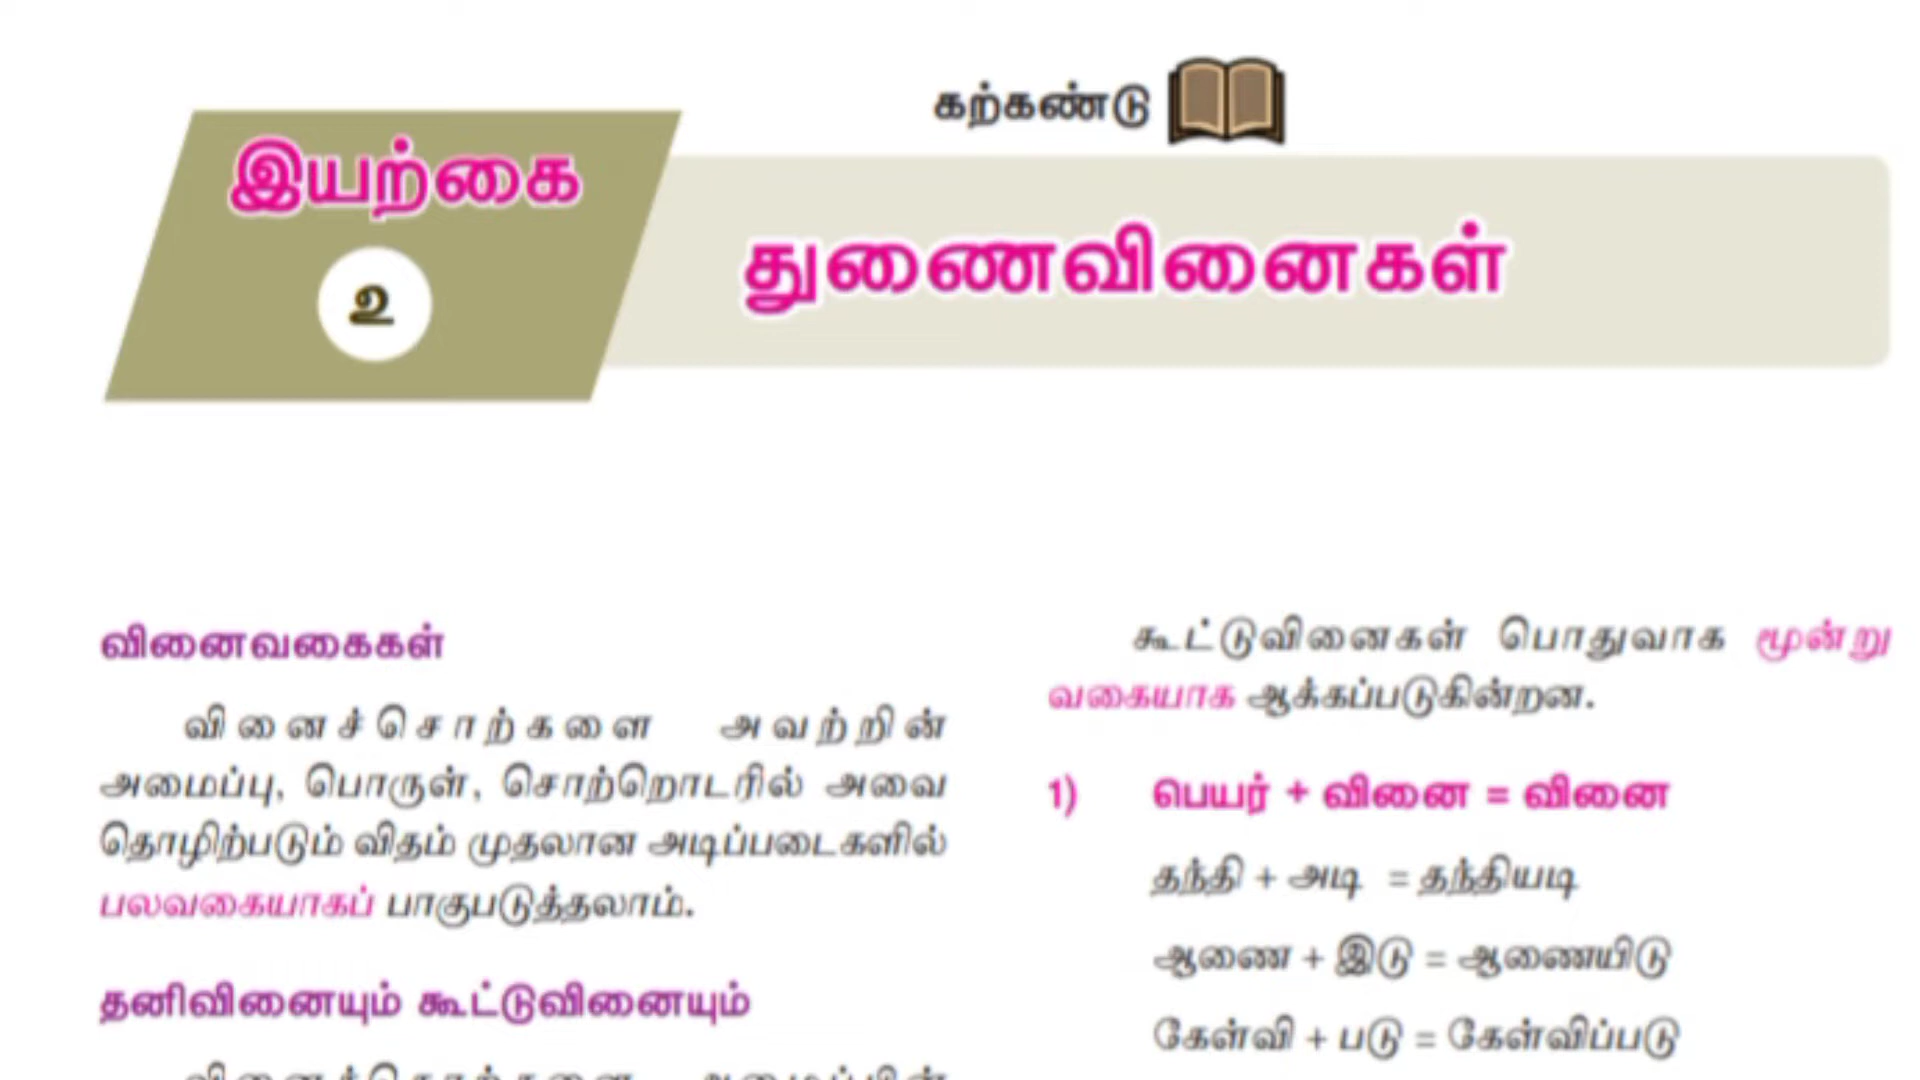 கற்கண்டு
இயற்கை
உ
துணைவினைகள்
வினைவகைகள்
வினைச்சொற்களை அவற்றின்
அமைப்பு, பொருள், சொற்றொடரில் அவை
தொழிற்படும் விதம் முதலான அடிப்படைகளில்
பலவகையாகப் பாகுபடுத்தலாம்.
தனிவினையும் கூட்டுவினையும்
வினைச்சொற்களை அமைப்பின்
கூட்டுவினைகள் பொதுவாக மூன்று
வகையாக ஆக்கப்படுகின்றன.
1) பெயர் + வினை = வினை
தந்தி + அடி = தந்தியடி
ஆணை + இடு = ஆணையிடு
கேள்வி + படு = கேள்விப்படு